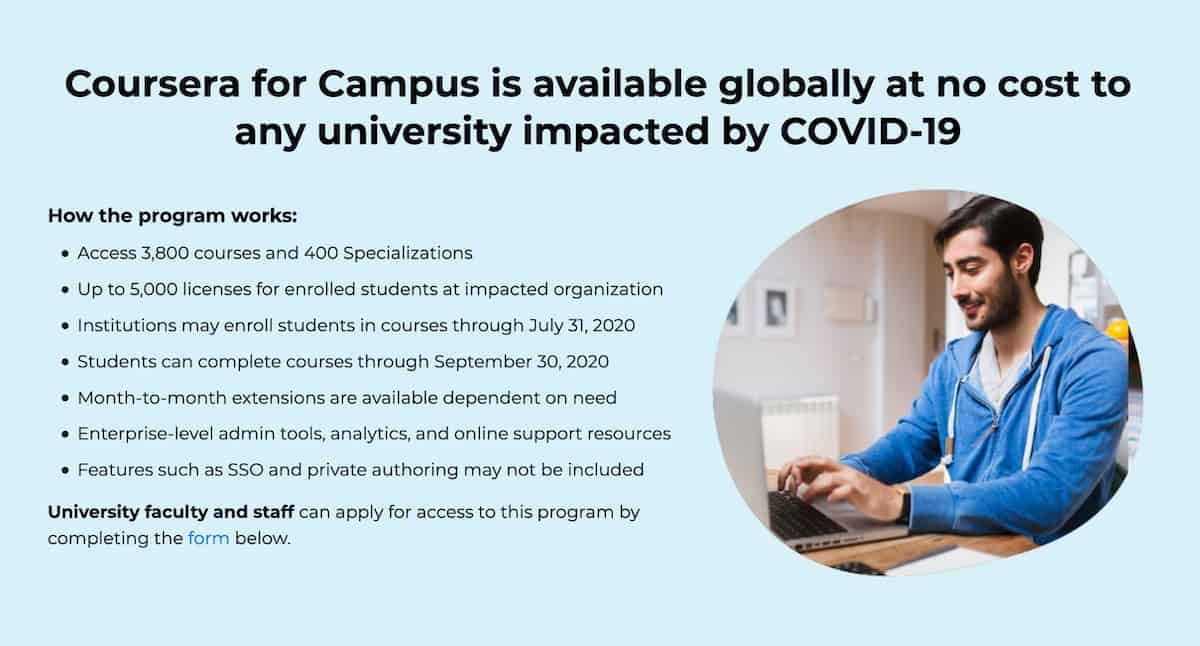 Coursera for Campus is available globally at no cost to
any university impacted by COVID-19
How the program works:
• Access 3,800 courses and 400 Specializations
• Up to 5,000 licenses for enrolled students at impacted organization
• Institutions may enroll students in courses through July 31, 2020
• Students can complete courses through September 30, 2020
• Month-to-month extensions are available dependent on need
• Enterprise-level admin tools, analytics, and online support resources
• Features such as SSO and private authoring may not be included
University faculty and staff can apply for access to this program by
completing the form below.